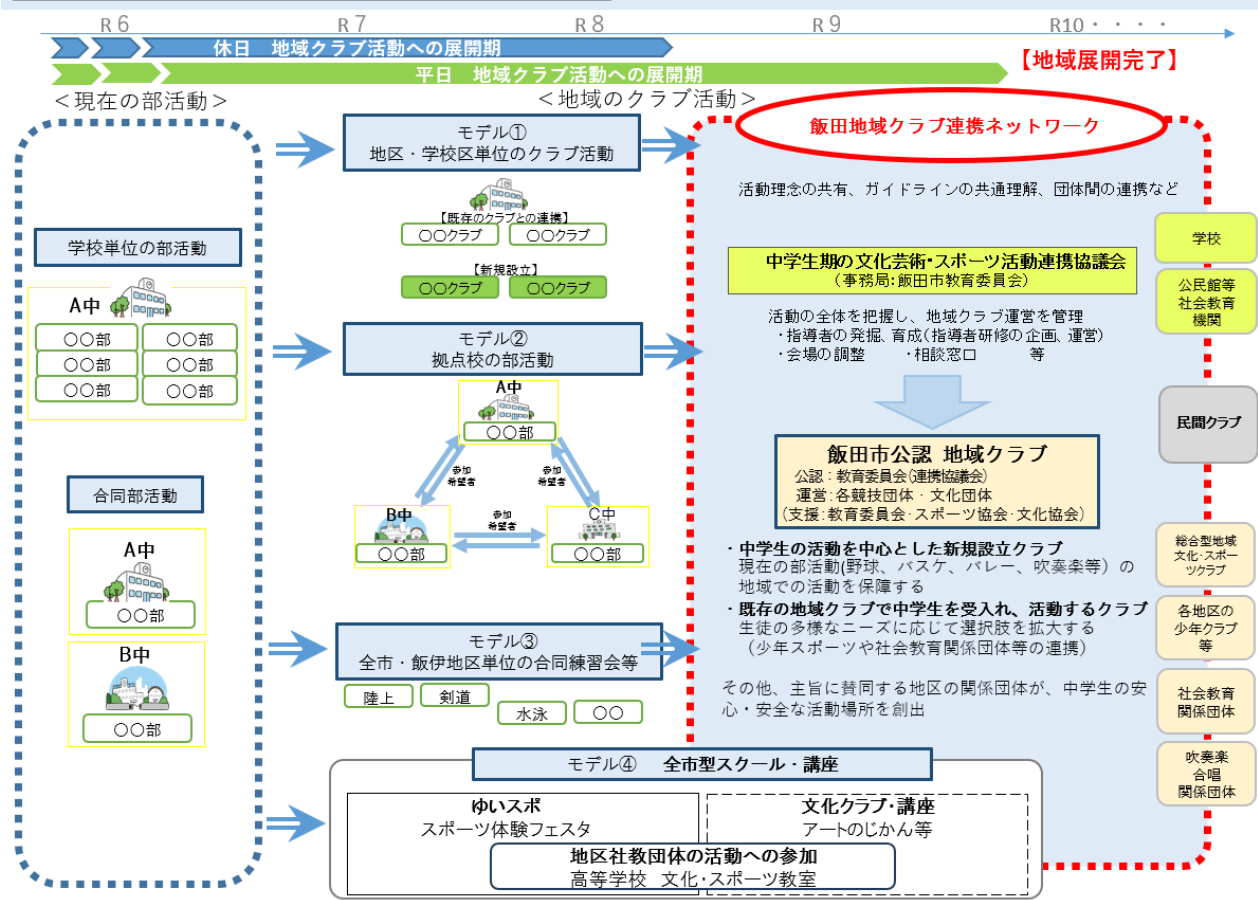 R6
R7
R8
R9
R10・・・・
休日 地域クラブ活動への展開期
平日 地域クラブ活動への展開期
【地域展開完了】
＜現在の部活動＞
＜地域のクラブ活動＞
学校単位の部活動
A中
〇〇部
〇〇部
〇〇部
〇〇部
〇〇部
〇〇部
合同部活動
A中
〇〇部
B中
〇〇部
モデル①
地区・学校区単位のクラブ活動
【既存のクラブとの連携】
〇〇クラブ
〇〇クラブ
【新規設立】
〇〇クラブ
〇〇クラブ
モデル②
拠点校の部活動
A中
〇〇部
参加
希望者
参加
希望者
B中
〇〇部
参加
希望者
C中
〇〇部
モデル③
全市・飯伊地区単位の合同練習会等
陸上
剣道
水泳
〇〇
モデル④ 全市型スクール・講座
ゆいスポ
スポーツ体験フェスタ
文化クラブ・講座
アートのじかん等
地区社教団体の活動への参加
高等学校 文化・スポーツ教室
飯田地域クラブ連携ネットワーク
活動理念の共有、ガイドラインの共通理解、団体間の連携など
中学生期の文化芸術・スポーツ活動連携協議会
（事務局：飯田市教育委員会）
活動の全体を把握し、地域クラブ運営を管理
・指導者の発掘、育成（指導者研修の企画、運営）
・会場の調整 ・相談窓口 等
飯田市公認 地域クラブ
公認：教育委員会（連携協議会）
運営：各競技団体・文化団体
（支援：教育委員会・スポーツ協会・文化協会）
・中学生の活動を中心とした新規設立クラブ
現在の部活動(野球、バスケ、バレー、吹奏楽等）の
地域での活動を保障する
・既存の地域クラブで中学生を受入れ、活動するクラブ
生徒の多様なニーズに応じて選択肢を拡大する
（少年スポーツや社会教育関係団体等の連携）
その他、主旨に賛同する地区の関係団体が、中学生の安
心・安全な活動場所を創出
学校
公民館等
社会教育
機関
民間クラブ
総合型地域
文化・スポー
ツクラブ
各地区の
少年クラブ
等
社会教育
関係団体
吹奏楽
合唱
関係団体